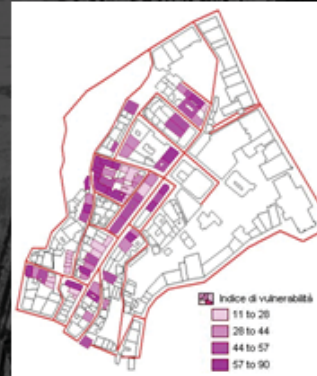 Indice di vulnerabilità
11 to 28
28 to 44
44 to 57
57 to 90